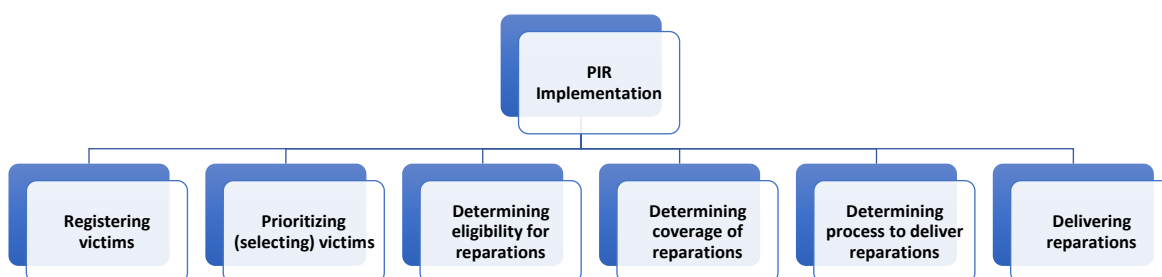 PIR
Implementation
Registering
victims
Prioritizing
(selecting) victims
Determining
eligibility for
reparations
Determining
coverage of
reparations
Determining
process to deliver
reparations
Delivering
reparations